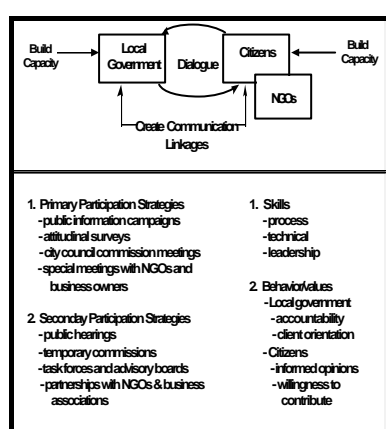 Build
Capacity
Local
Government
Dialogue
Citizens
Build
Capacity
NGOs
Create Communication
Linkages
1. Primary Participation Strategies
-public information campaigns
-attitudinal surveys
-city council commission meetings
-special meetings with NGOs and
business owners
2. Seconday Participation Strategies
-public hearings
-temporary commissions
-task forces and advisory boards
-partnerships with NGOs & business
associations
1. Skills
-process
-technical
-leadership
2. Behavior/values
-Local government
-accountability
-client orientation
-Citizens
-informed opinions
-willingness to
contribute